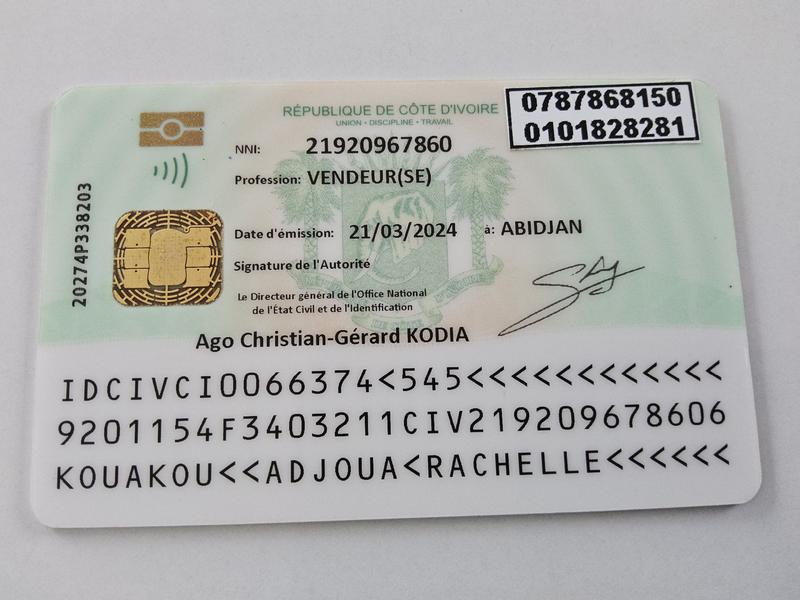 RÉPUBLIQUE DE CÔTE D'IVOIRE
UNION - DISCIPLINE - TRAVAIL
0787868150
0101828281
NNI: 21920967860
Profession: VENDEUR(SE)
Date d'émission: 21/03/2024 à: ABIDJAN
Signature de l'Autorité
Le Directeur général de l'Office National
de l'État Civil et de l'Identification
Ago Christian-Gérard KODIA
20274P338203
IDCIVCI0066374<545<<<<<<<<<<<<
9201154F3403211CIV219209678606
KOUAKOU<<ADJOUA<RACHELLE<<<<<<